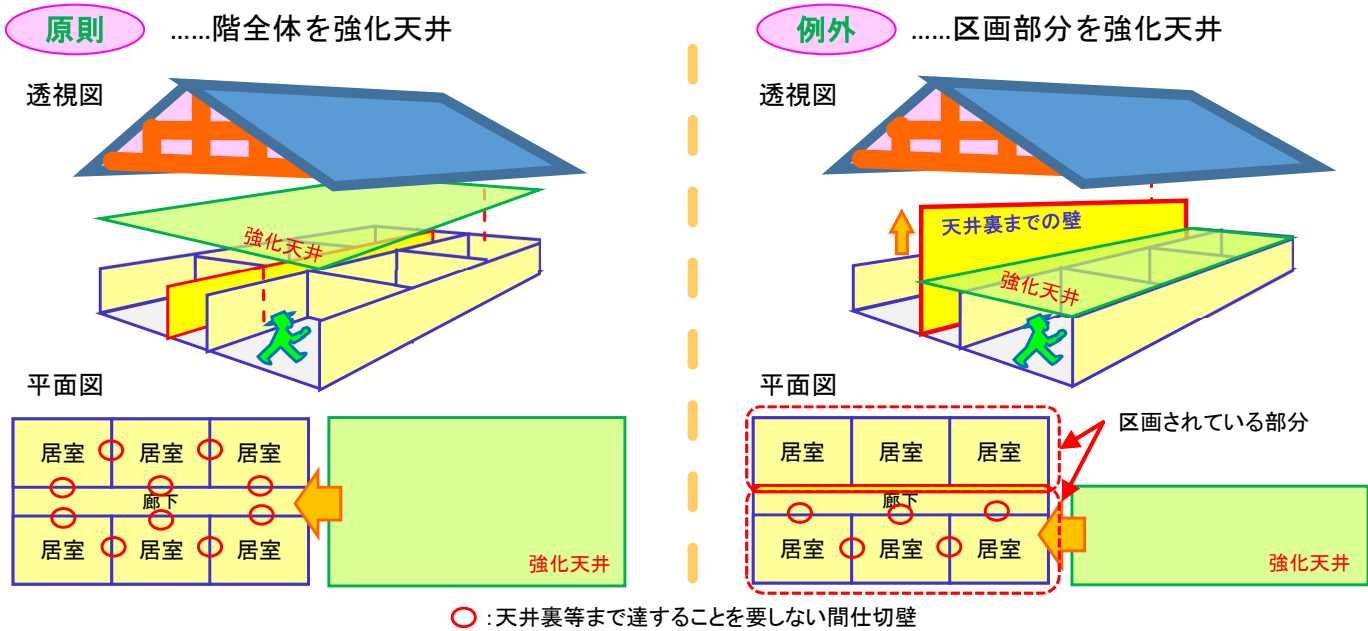 原則 ……階全体を強化天井
透視図
強化天井
平面図
居室 居室 居室
廊下
居室 居室 居室
強化天井
例外 ……区画部分を強化天井
透視図
天井裏までの壁
強化天井
平面図
区画されている部分
居室 居室 居室
廊下
居室 居室 居室
強化天井
:天井裏等まで達することを要しない間仕切壁